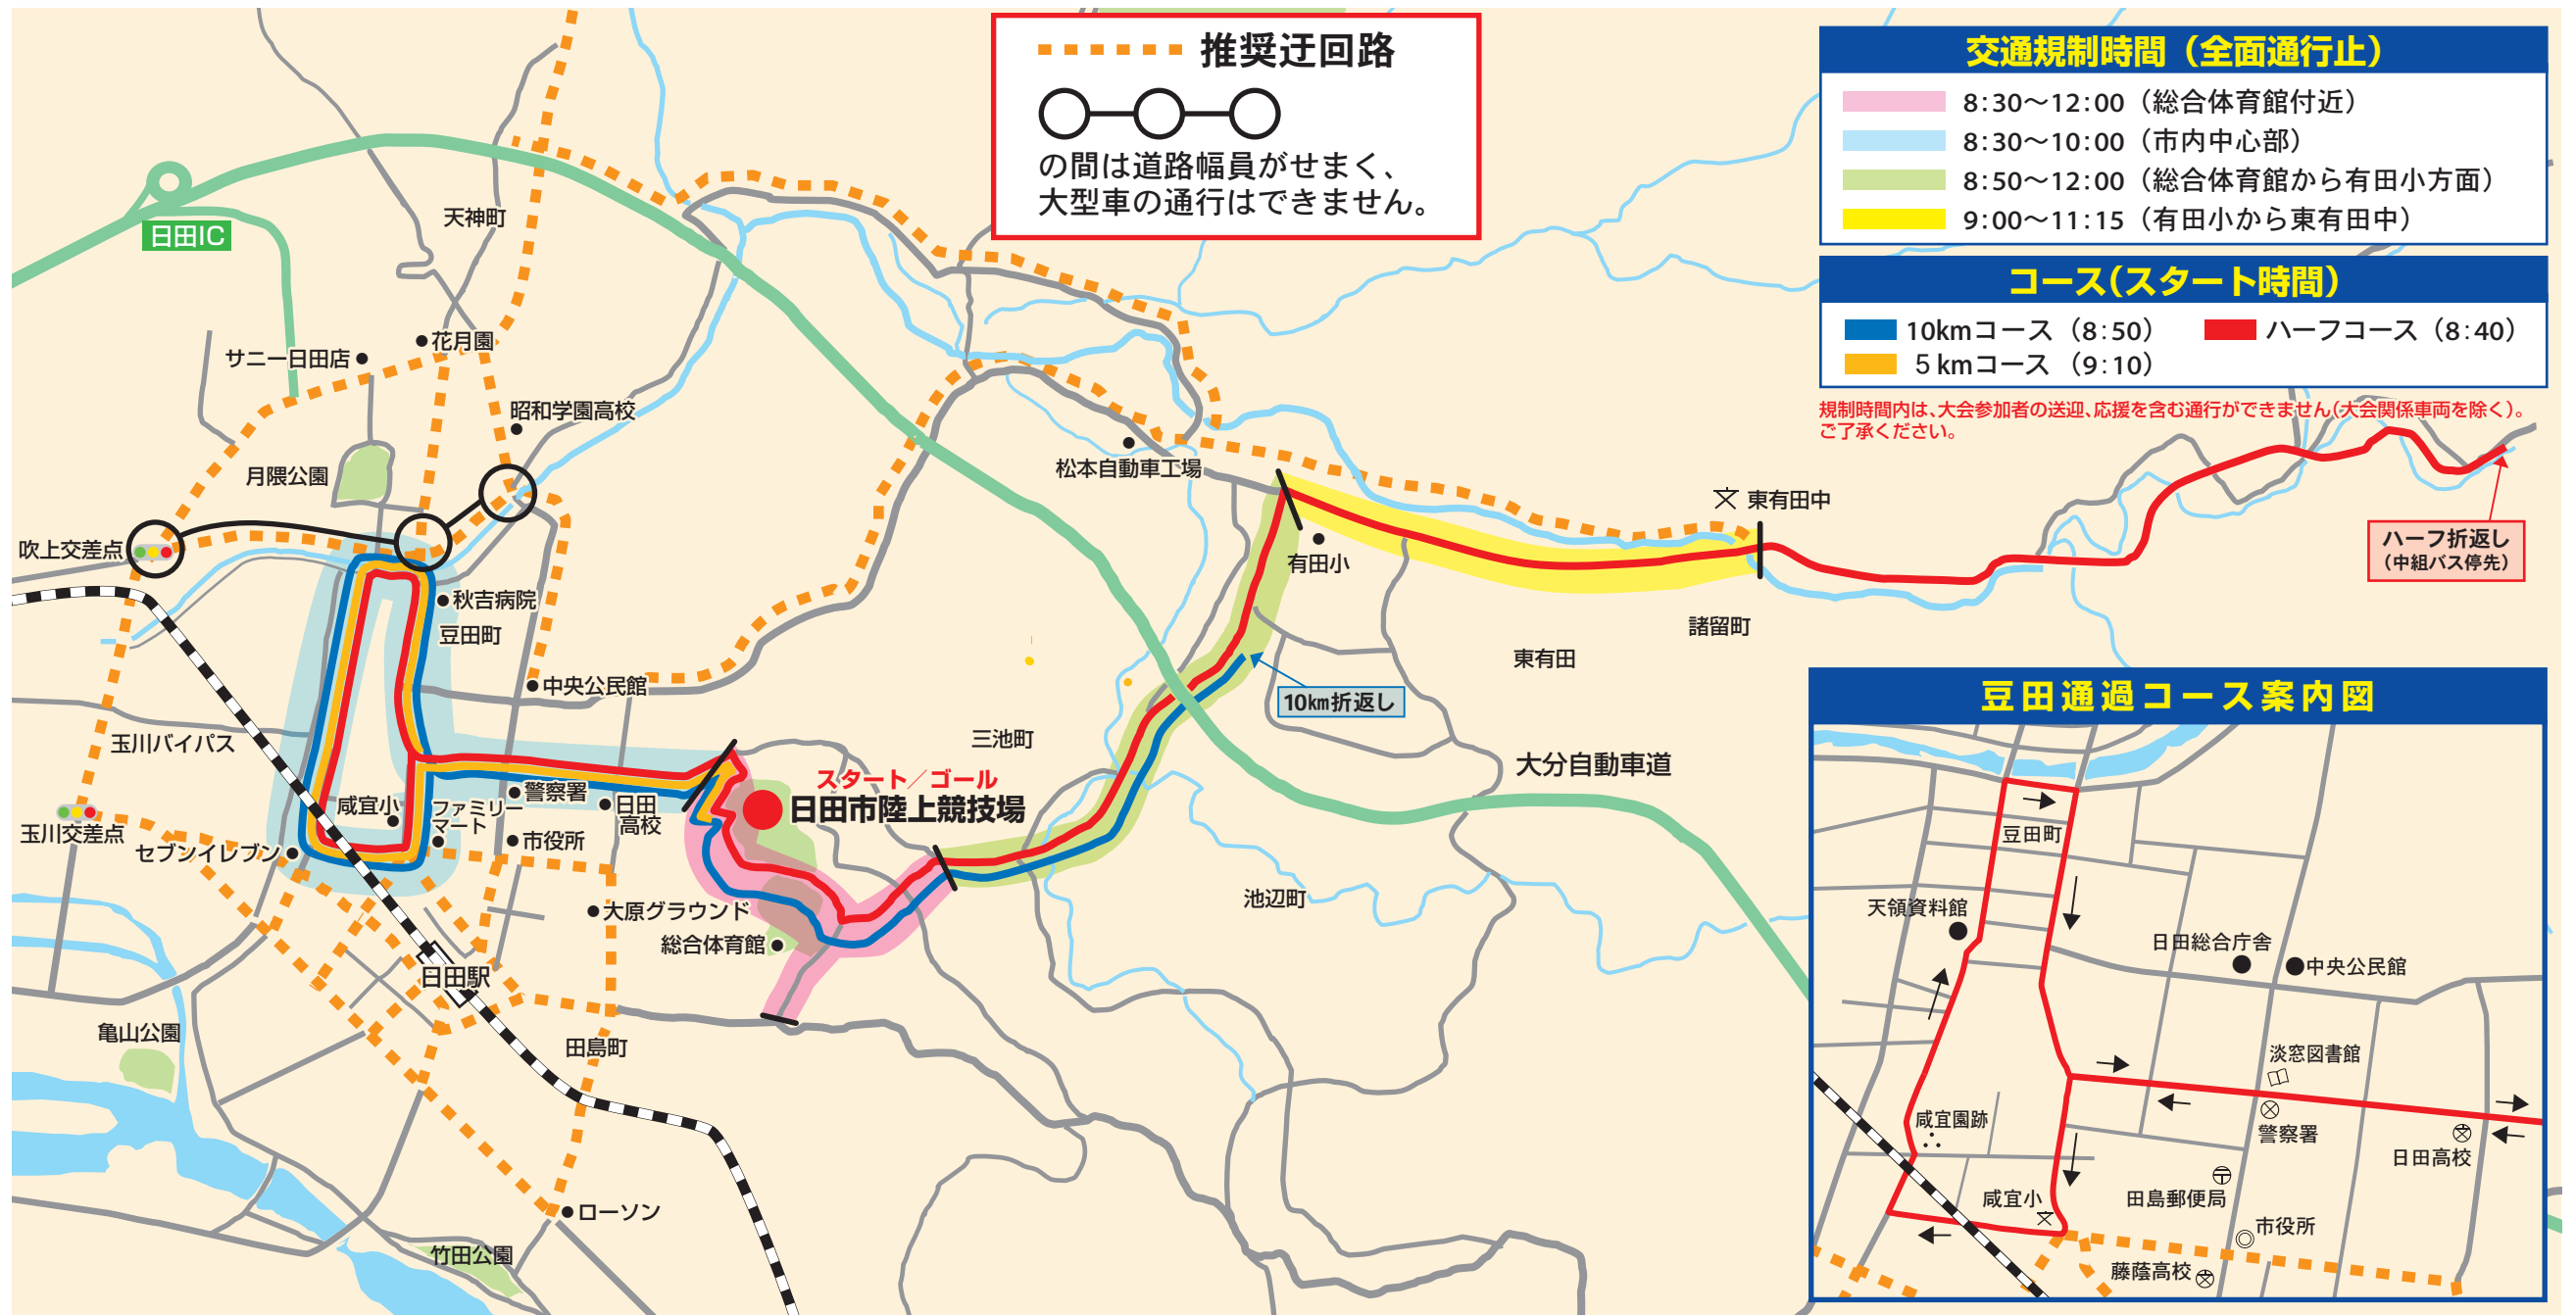 推奨迂回路
の間は道路幅員がせまく、
大型車の通行はできません。
交通規制時間（全面通行止）
8:30〜12:00（総合体育館付近）
8:30〜10:00（市内中心部）
8:50〜12:00（総合体育館から有田小方面）
9:00〜11:15（有田小から東有田中）
コース（スタート時間）
10kmコース（8:50）
ハーフコース（8:40）
５kmコース（9:10）
規制時間内は、大会参加者の送迎、応援を含む通行ができません（大会関係車両を除く）。
ご了承ください。
日田IC
天神町
花月園
サニー日田店
昭和学園高校
月隈公園
吹上交差点
秋吉病院
豆田町
中央公民館
玉川バイパス
玉川交差点
咸宜小
ファミリー
マート
セブンイレブン
警察署
市役所
日田
高校
スタート／ゴール
日田市陸上競技場
三池町
大原グラウンド
総合体育館
日田駅
亀山公園
田島町
ローソン
竹田公園
松本自動車工場
有田小
東有田中
諸留町
東有田
10km折返し
大分自動車道
池辺町
ハーフ折返し
（中組バス停先）
豆田通過コース案内図
豆田町
天領資料館
日田総合庁舎
中央公民館
淡窓図書館
咸宜園跡
警察署
日田高校
咸宜小
田島郵便局
市役所
藤蔭高校